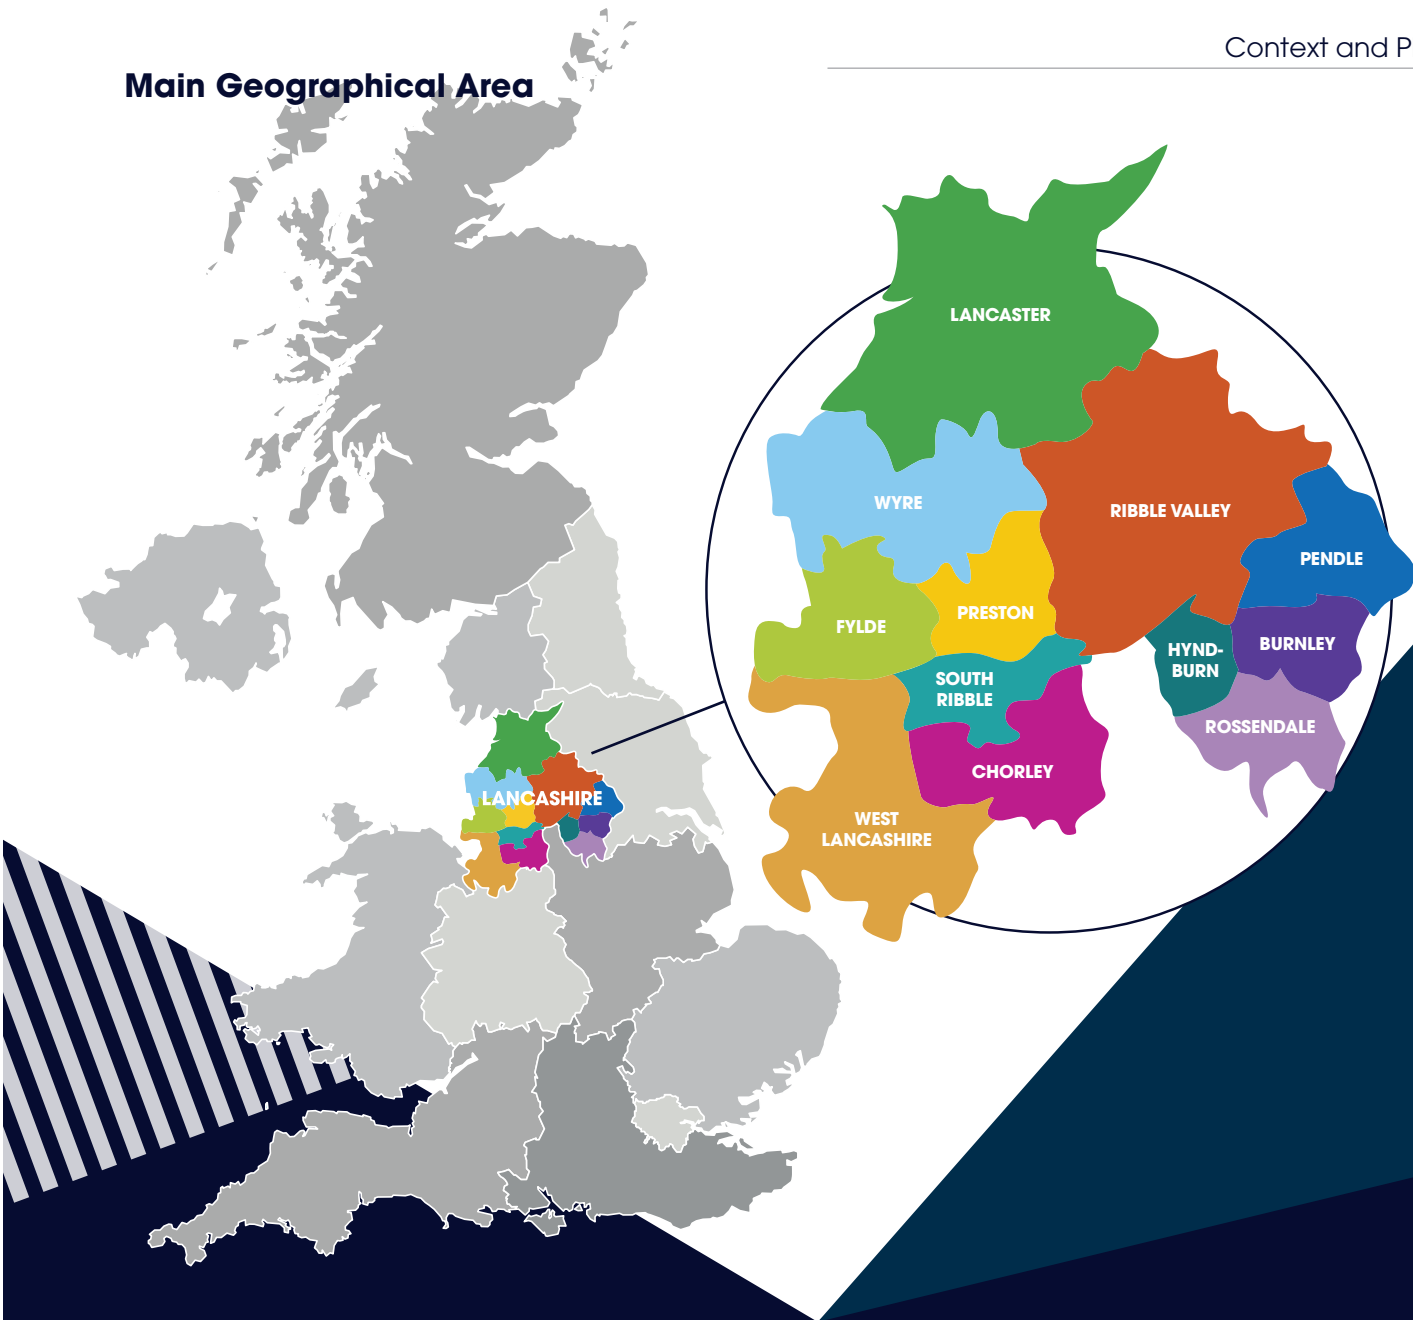 Context and P
Main Geographical Area
LANCASTER
WYRE
RIBBLE VALLEY
PENDLE
PRESTON
FYLDE
HYND-
BURN
BURNLEY
SOUTH
RIBBLE
ROSSENDALE
CHORLEY
LANCASHIRE
WEST
LANCASHIRE